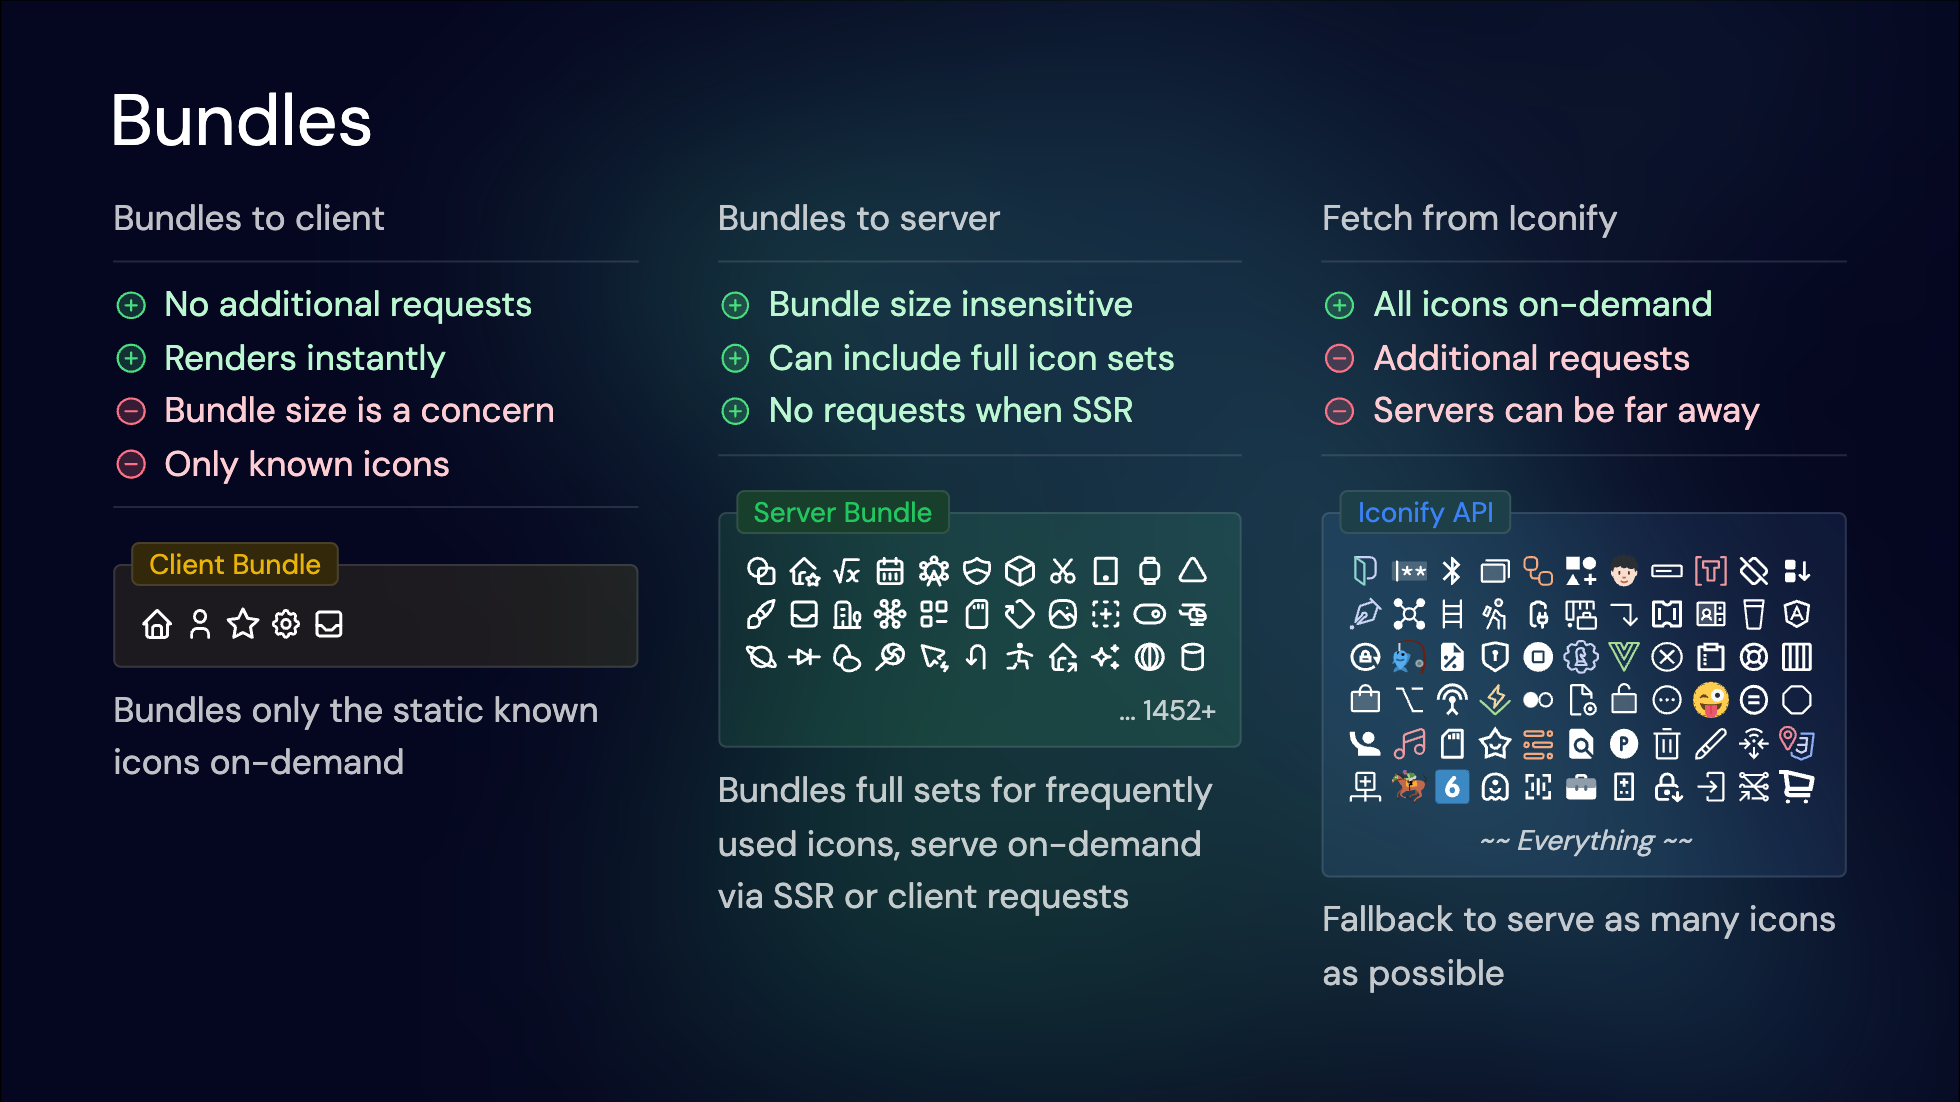 Bundles
Bundles to client
No additional requests
Renders instantly
Bundle size is a concern
Only known icons
Client Bundle
Bundles only the static known
icons on-demand
Bundles to server
Bundle size insensitive
Can include full icon sets
No requests when SSR
Server Bundle
... 1452+
Bundles full sets for frequently
used icons, serve on-demand
via SSR or client requests
Fetch from Iconify
All icons on-demand
Additional requests
Servers can be far away
Iconify API
~~ Everything ~~
Fallback to serve as many icons
as possible